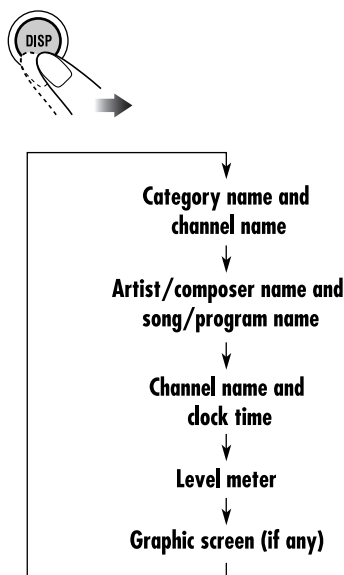 DISP
Category name and
channel name
Artist/composer name and
song/program name
Channel name and
clock time
Level meter
Graphic screen (if any)